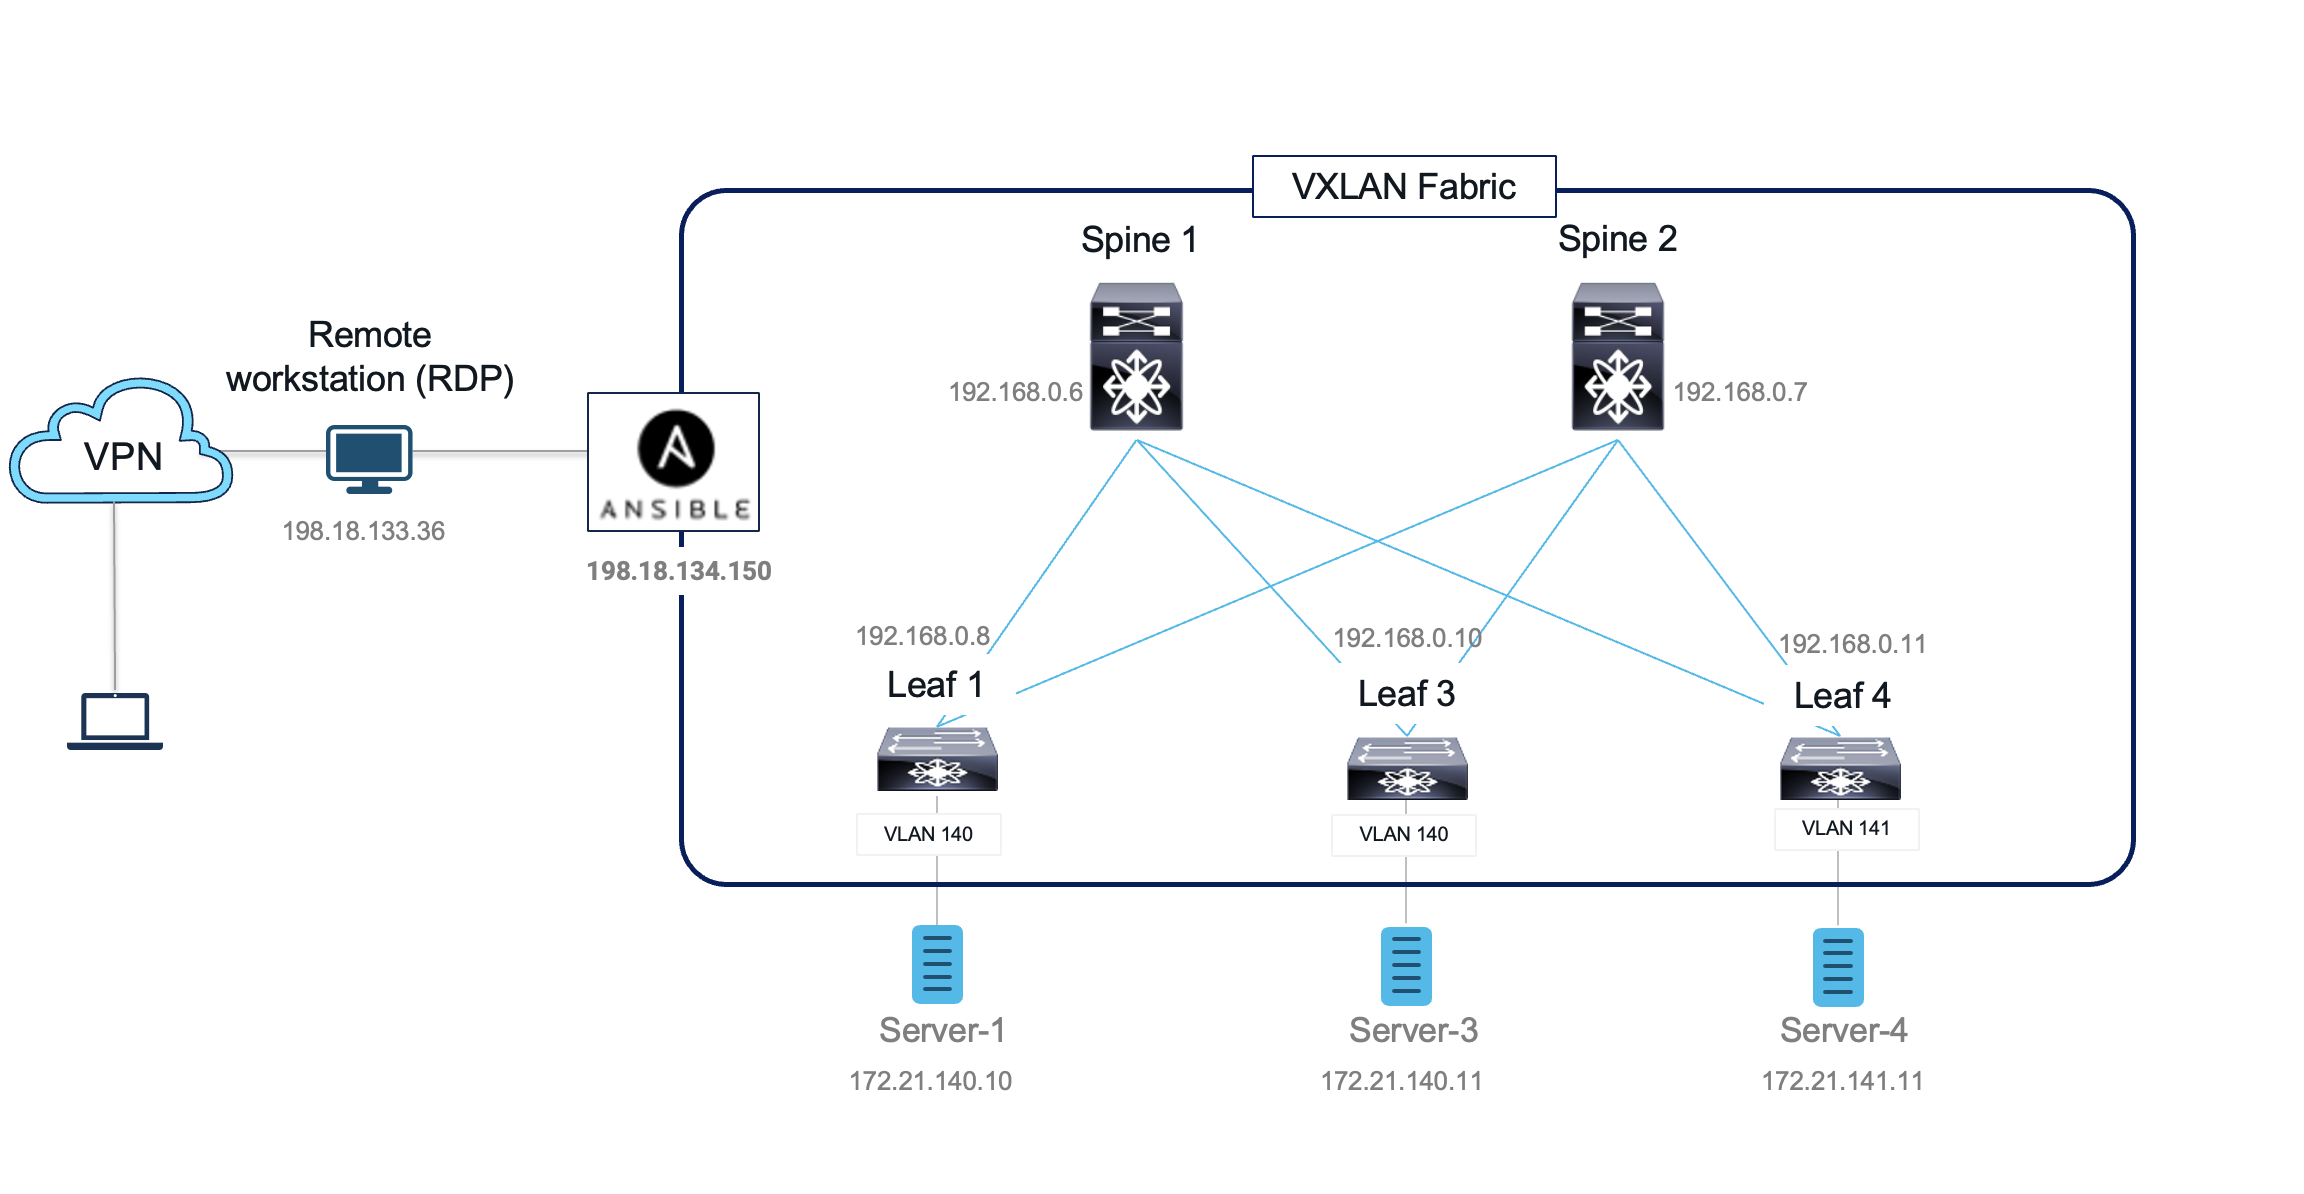 VXLAN Fabric
Spine 1
Spine 2
Remote
workstation (RDP)
192.168.0.6
192.168.0.7
VPN
ANSIBLE
198.18.133.36
198.18.134.150
192.168.0.8
192.168.0.10
192.168.0.11
Leaf 1
Leaf 3
Leaf 4
VLAN 140
VLAN 140
VLAN 141
Server-1
Server-3
Server-4
172.21.140.10
172.21.140.11
172.21.141.11